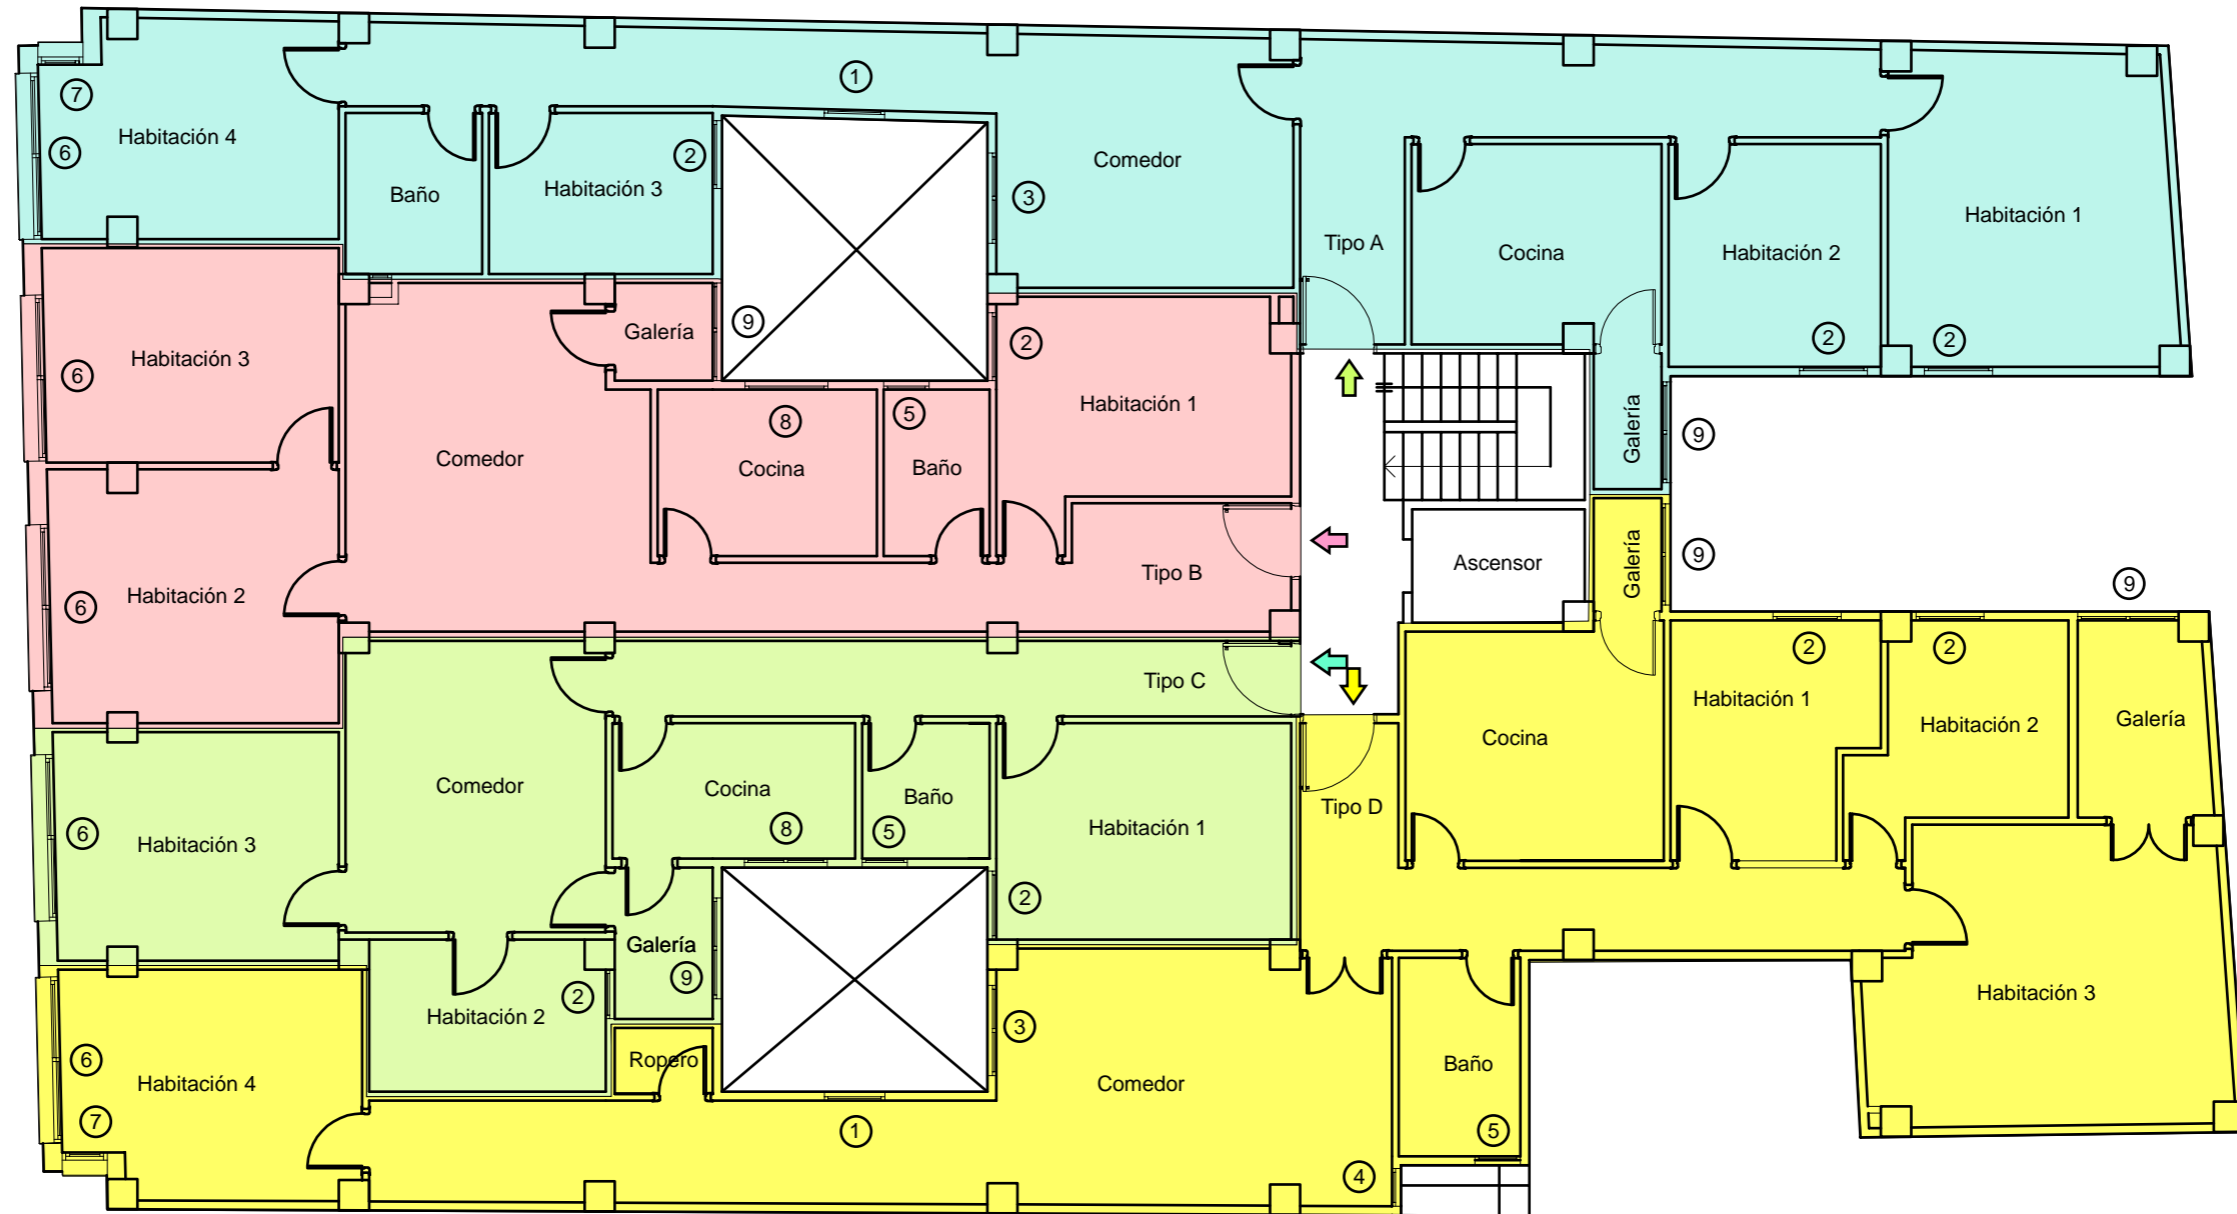 1
7
Habitación 4
6
Baño
Habitación 3
2
Comedor
3
Tipo A
Cocina
Habitación 2
Habitación 1
2
2
Galería
9
Habitación 3
6
Galería
9
2
Habitación 1
Comedor
8
Cocina
5
Baño
Habitación 2
6
Tipo B
Ascensor
Galería
9
9
Tipo C
Comedor
Cocina
8
Baño
5
Habitación 1
2
Habitación 3
6
Galería
9
Habitación 2
2
Tipo D
Cocina
Habitación 1
2
Habitación 2
2
Galería
Habitación 3
6
Habitación 4
7
Ropero
1
3
Comedor
4
Baño
5